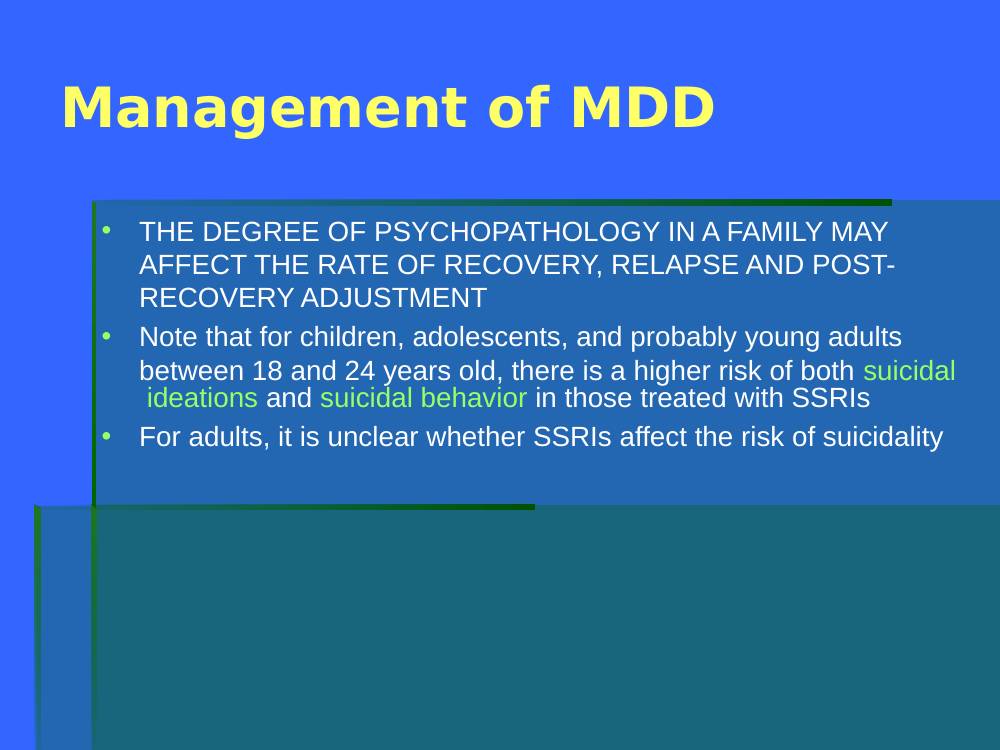 Management of MDD
• THE DEGREE OF PSYCHOPATHOLOGY IN A FAMILY MAY
AFFECT THE RATE OF RECOVERY, RELAPSE AND POST-
RECOVERY ADJUSTMENT
• Note that for children, adolescents, and probably young adults
between 18 and 24 years old, there is a higher risk of both suicidal
ideations and suicidal behavior in those treated with SSRIs
• For adults, it is unclear whether SSRIs affect the risk of suicidality